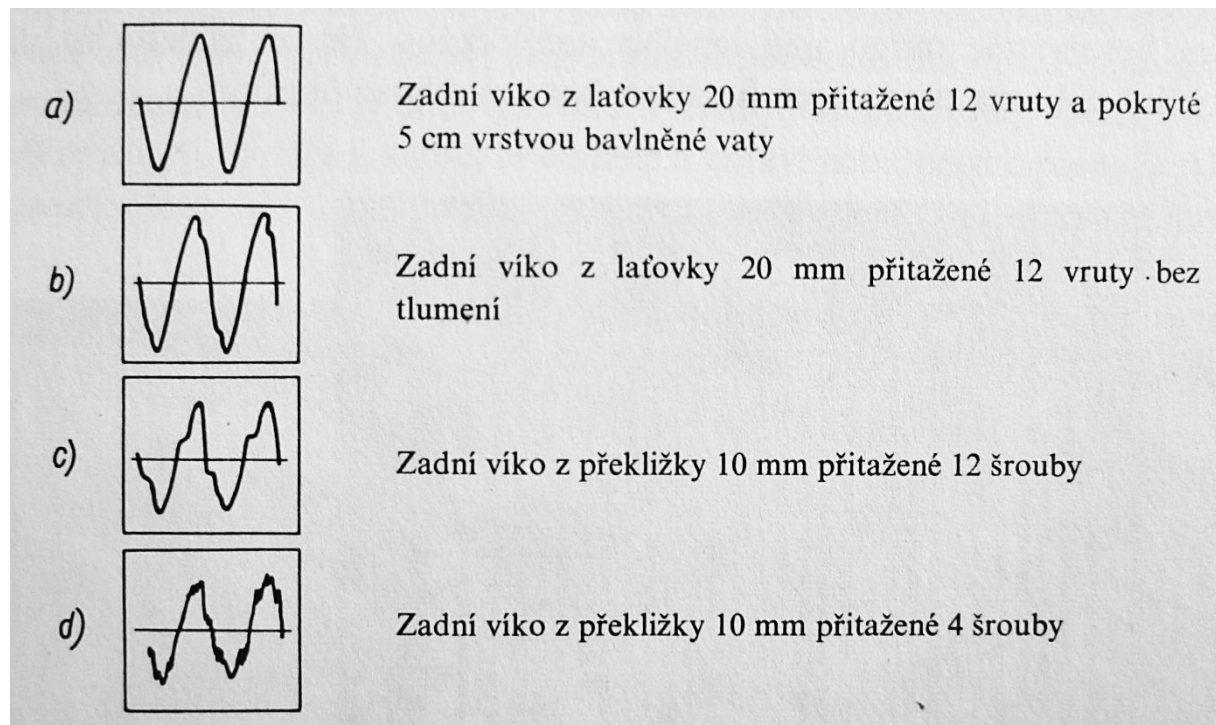 a)
Zadní víko z laťovky 20 mm přitažené 12 vruty a pokryté
5 cm vrstvou bavlněné vaty
b)
Zadní víko z laťovky 20 mm přitažené 12 vruty bez
tlumení
c)
Zadní víko z překližky 10 mm přitažené 12 šrouby
d)
Zadní víko z překližky 10 mm přitažené 4 šrouby